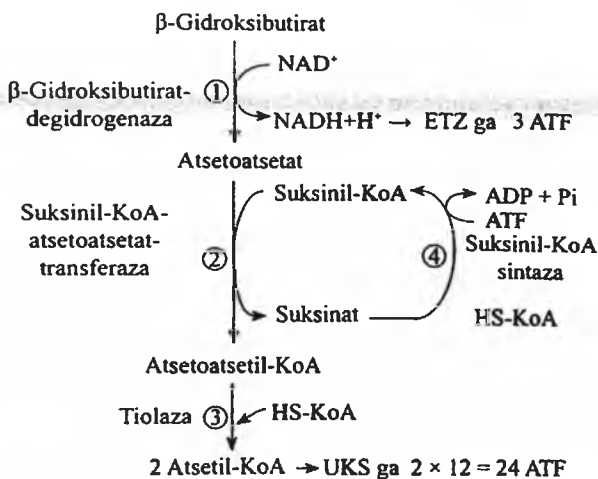 β-Gidroksibutirat
NAD⁺
β-Gidroksibutirat-
degidrogenaza
①
NADH+H⁺ → ETZ ga 3 ATF
Atsetoatsetat
Suksinil-KoA
ADP + Pi
ATF
Suksinil-KoA-
atsetoatsetat-
transferaza
②
④
Suksinil-KoA
sintaza
Suksinat
HS-KoA
Atsetoatsetil-KoA
Tiolaza ③
HS-KoA
2 Atsetil-KoA → UKS ga 2 × 12 = 24 ATF